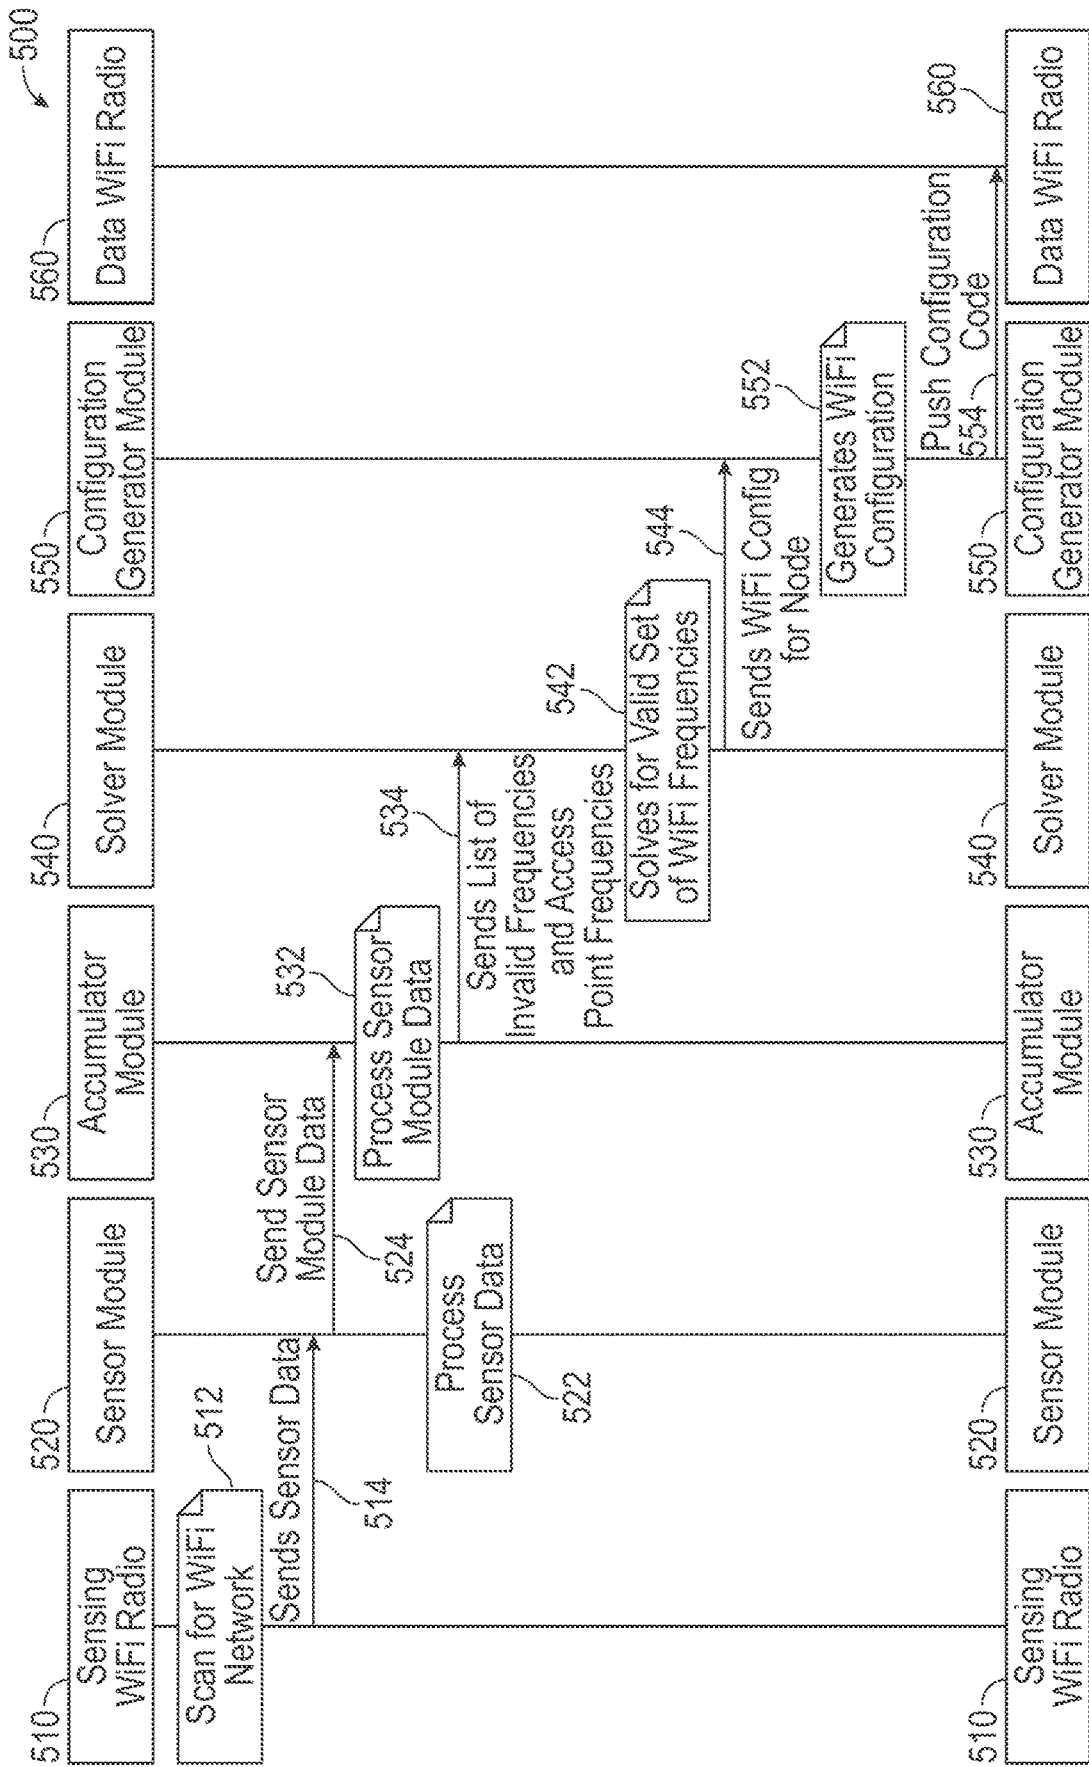 500
510
Sensing
WiFi Radio
520
Sensor Module
530
Accumulator
Module
540
Solver Module
550
Configuration
Generator Module
560
Data WiFi Radio
Scan for WiFi
Network
512
Sends Sensor Data
514
Send Sensor
Module Data
524
Process
Sensor Data
522
Process Sensor
Module Data
532
Sends List of
Invalid Frequencies
and Access
Point Frequencies
534
Solves for Valid Set
of WiFi Frequencies
542
Sends WiFi Config
for Node
544
Generates WiFi
Configuration
552
Push Configuration
Code
554
510
Sensing
WiFi Radio
520
Sensor Module
530
Accumulator
Module
540
Solver Module
550
Configuration
Generator Module
560
Data WiFi Radio